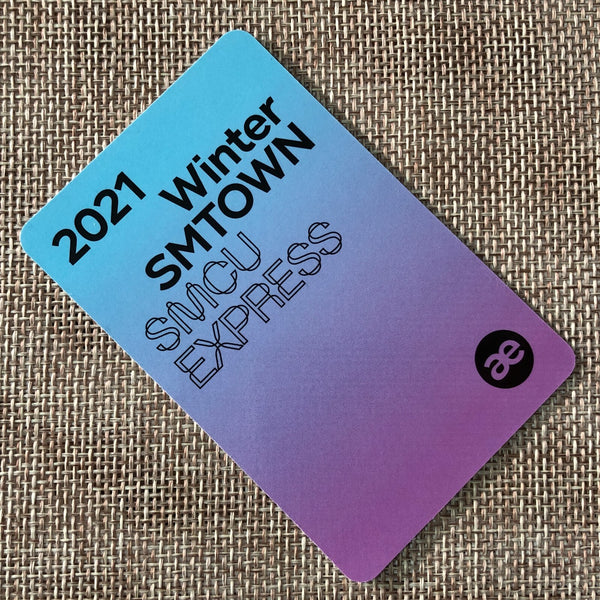 2021 Winter
SMTOWN
SMCU
EXPRESS
æ